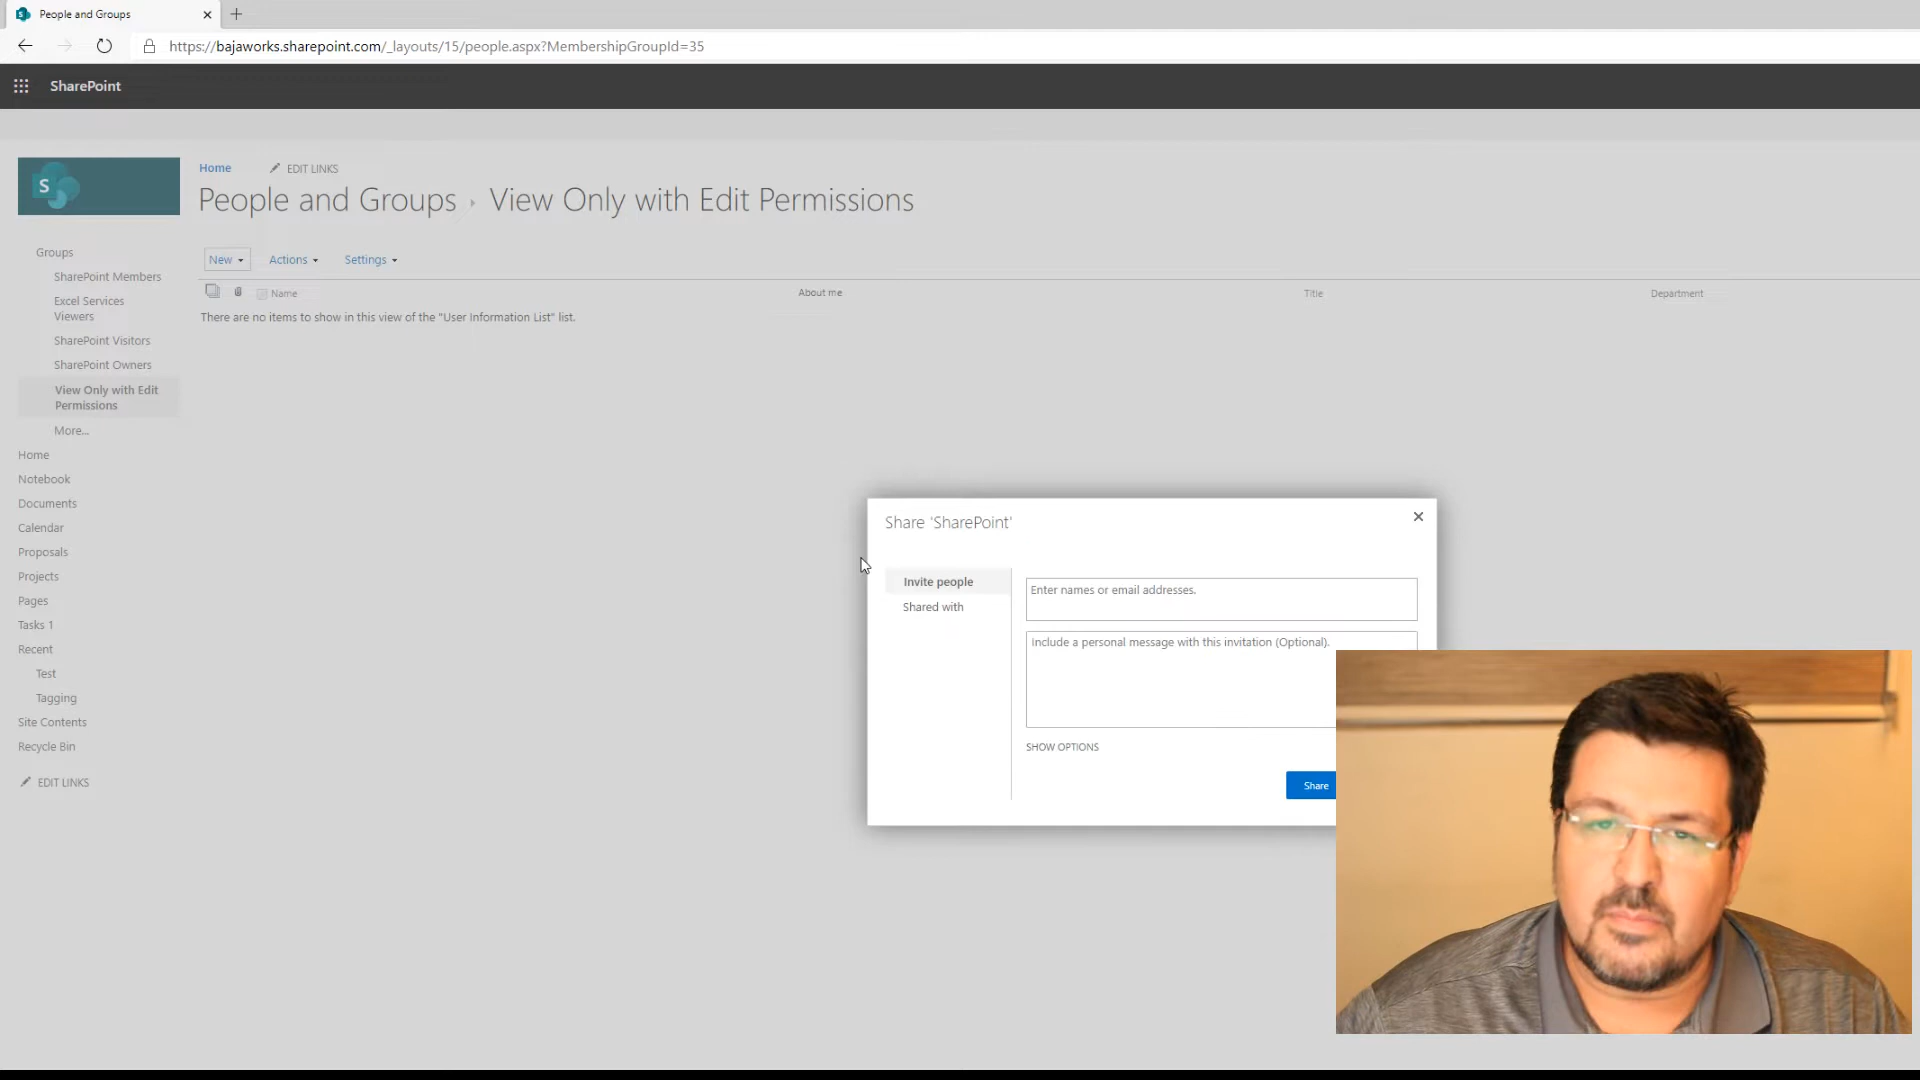 People and Groups
https://bajaworks.sharepoint.com/_layouts/15/people.aspx?MembershipGroupId=35
SharePoint
S
Home
EDIT LINKS
People and Groups ▸ View Only with Edit Permissions
Groups
SharePoint Members
Excel Services
Viewers
SharePoint Visitors
SharePoint Owners
View Only with Edit
Permissions
More...
Home
Notebook
Documents
Calendar
Proposals
Projects
Pages
Tasks 1
Recent
Test
Tagging
Site Contents
Recycle Bin
EDIT LINKS
New Actions Settings
Name About me Title Department
There are no items to show in this view of the "User Information List" list.
Share 'SharePoint'
Invite people
Shared with
Enter names or email addresses.
Include a personal message with this invitation (Optional).
SHOW OPTIONS
Share